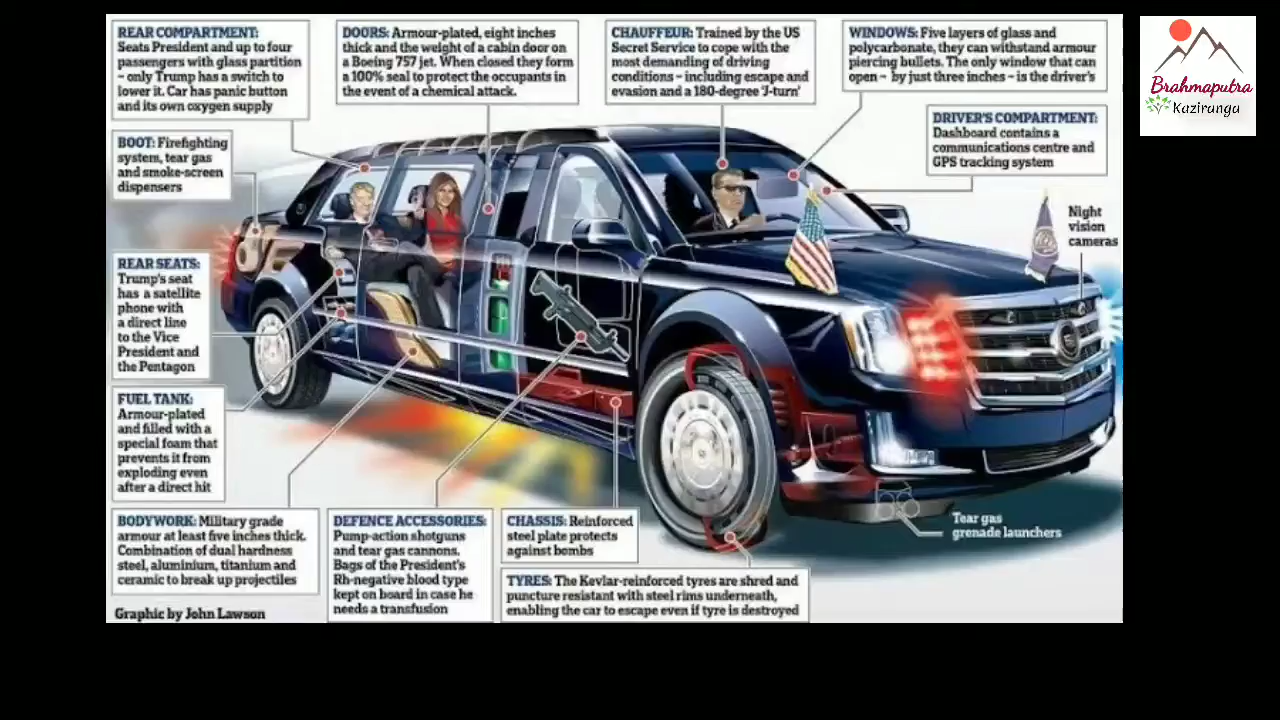 REAR COMPARTMENT:
Seats President and up to four
passengers with glass partition
– only Trump has a switch to
lower it. Car has panic button
and its own oxygen supply
DOORS: Armour-plated, eight inches
thick and the weight of a cabin door on
a Boeing 757 jet. When closed they form
a 100% seal to protect the occupants in
the event of a chemical attack.
CHAUFFEUR: Trained by the US
Secret Service to cope with the
most demanding of driving
conditions – including escape and
evasion and a 180-degree 'J-turn'
WINDOWS: Five layers of glass and
polycarbonate, they can withstand armour
piercing bullets. The only window that can
open – by just three inches – is the driver's
Brahmaputra
Kaziranga
DRIVER'S COMPARTMENT:
Dashboard contains a
communications centre and
GPS tracking system
BOOT: Firefighting
system, tear gas
and smoke-screen
dispensers
Night
vision
cameras
REAR SEATS:
Trump's seat
has a satellite
phone with
a direct line
to the Vice
President and
the Pentagon
FUEL TANK:
Armour-plated
and filled with a
special foam that
prevents it from
exploding even
after a direct hit
BODYWORK: Military grade
armour at least five inches thick.
Combination of dual hardness
steel, aluminium, titanium and
ceramic to break up projectiles
DEFENCE ACCESSORIES:
Pump-action shotguns
and tear gas cannons.
Bags of the President's
Rh-negative blood type
kept on board in case he
needs a transfusion
CHASSIS: Reinforced
steel plate protects
against bombs
Tear gas
grenade launchers
TYRES: The Kevlar-reinforced tyres are shred and
puncture resistant with steel rims underneath,
enabling the car to escape even if tyre is destroyed
Graphic by John Lawson